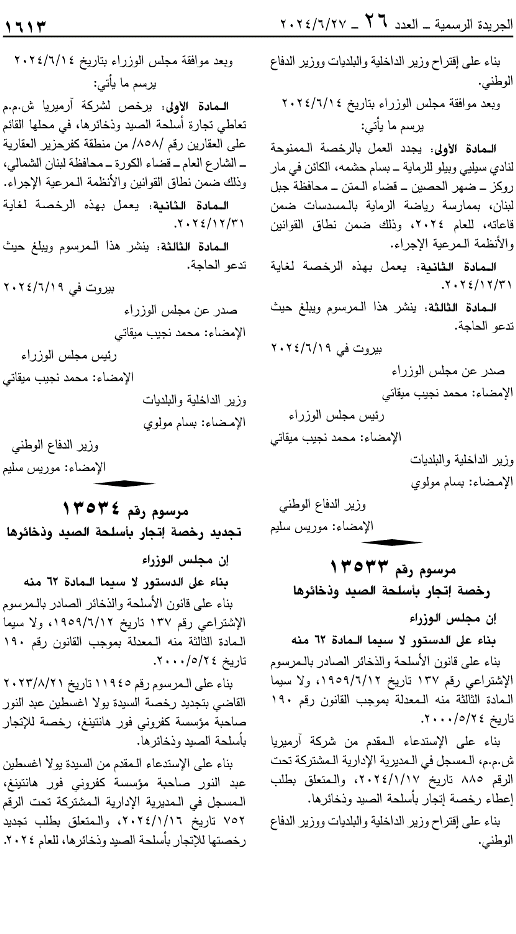 الجريدة الرسمية ــ العدد ٢٦ ــ ٢٠٢٤/٦/٢٧
١٦١٣
بناء على إقتراح وزير الداخلية والبلديات ووزير الدفاع
الوطني.
وبعد موافقة مجلس الوزراء بتاريخ ٢٠٢٤/٦/١٤
يرسم ما يأتي:
المادة الأولى: يجدد العمل بالرخصة الممنوحة
لنادي سيليي وبيلو للرماية ــ بسام حشمه، الكائن في مار
روكز ــ ضهر الحصين ــ قضاء المتن ــ محافظة جبل
لبنان، بممارسة رياضة الرماية بالمسدسات ضمن
قاعاته، للعام ٢٠٢٤، وذلك ضمن نطاق القوانين
والأنظمة المرعية الإجراء.
المادة الثانية: يعمل بهذه الرخصة لغاية
٢٠٢٤/١٢/٣١.
المادة الثالثة: ينشر هذا المرسوم ويبلغ حيث
تدعو الحاجة.
بيروت في ٢٠٢٤/٦/١٩
صدر عن مجلس الوزراء
الإمضاء: محمد نجيب ميقاتي
رئيس مجلس الوزراء
الإمضاء: محمد نجيب ميقاتي
وزير الداخلية والبلديات
الإمضاء: بسام مولوي
وزير الدفاع الوطني
الإمضاء: موريس سليم
مرسوم رقم ١٣٥٣٣
رخصة إتجار بأسلحة الصيد وذخائرها
إن مجلس الوزراء
بناء على الدستور لا سيما المادة ٦٢ منه
بناء على قانون الأسلحة والذخائر الصادر بالمرسوم
الإشتراعي رقم ١٣٧ تاريخ ١٩٥٩/٦/١٢، ولا سيما
المادة الثالثة منه المعدلة بموجب القانون رقم ١٩٠
تاريخ ٢٠٠٠/٥/٢٤.
بناء على الإستدعاء المقدم من شركة آرميريا
ش.م.م، المسجل في المديرية الإدارية المشتركة تحت
الرقم ٨٨٥ تاريخ ٢٠٢٤/١/١٧، والمتعلق بطلب
إعطاء رخصة إتجار بأسلحة الصيد وذخائرها.
بناء على إقتراح وزير الداخلية والبلديات ووزير الدفاع
الوطني.
وبعد موافقة مجلس الوزراء بتاريخ ٢٠٢٤/٦/١٤
يرسم ما يأتي:
المادة الأولى: يرخص لشركة آرميريا ش.م.م
تعاطي تجارة أسلحة الصيد وذخائرها، في محلها القائم
على العقارين رقم /٨٥٨/ من منطقة كفرحزير العقارية
ــ الشارع العام ــ قضاء الكورة ــ محافظة لبنان الشمالي،
وذلك ضمن نطاق القوانين والأنظمة المرعية الإجراء.
المادة الثانية: يعمل بهذه الرخصة لغاية
٢٠٢٤/١٢/٣١.
المادة الثالثة: ينشر هذا المرسوم ويبلغ حيث
تدعو الحاجة.
بيروت في ٢٠٢٤/٦/١٩
صدر عن مجلس الوزراء
الإمضاء: محمد نجيب ميقاتي
رئيس مجلس الوزراء
الإمضاء: محمد نجيب ميقاتي
وزير الداخلية والبلديات
الإمضاء: بسام مولوي
وزير الدفاع الوطني
الإمضاء: موريس سليم
مرسوم رقم ١٣٥٣٤
تجديد رخصة إتجار بأسلحة الصيد وذخائرها
إن مجلس الوزراء
بناء على الدستور لا سيما المادة ٦٢ منه
بناء على قانون الأسلحة والذخائر الصادر بالمرسوم
الإشتراعي رقم ١٣٧ تاريخ ١٩٥٩/٦/١٢، ولا سيما
المادة الثالثة منه المعدلة بموجب القانون رقم ١٩٠
تاريخ ٢٠٠٠/٥/٢٤.
بناء على المرسوم رقم ١١٩٤٥ تاريخ ٢٠٢٣/٨/٢١
القاضي بتجديد رخصة السيدة يولا اغسطين عبد النور
صاحبة مؤسسة كفروني فور هانتينغ، رخصة للإتجار
بأسلحة الصيد وذخائرها.
بناء على الإستدعاء المقدم من السيدة يولا اغسطين
عبد النور صاحبة مؤسسة كفروني فور هانتينغ،
المسجل في المديرية الإدارية المشتركة تحت الرقم
٧٥٢ تاريخ ٢٠٢٤/١/١٦، والمتعلق بطلب تجديد
رخصتها للإتجار بأسلحة الصيد وذخائرها، للعام ٢٠٢٤.